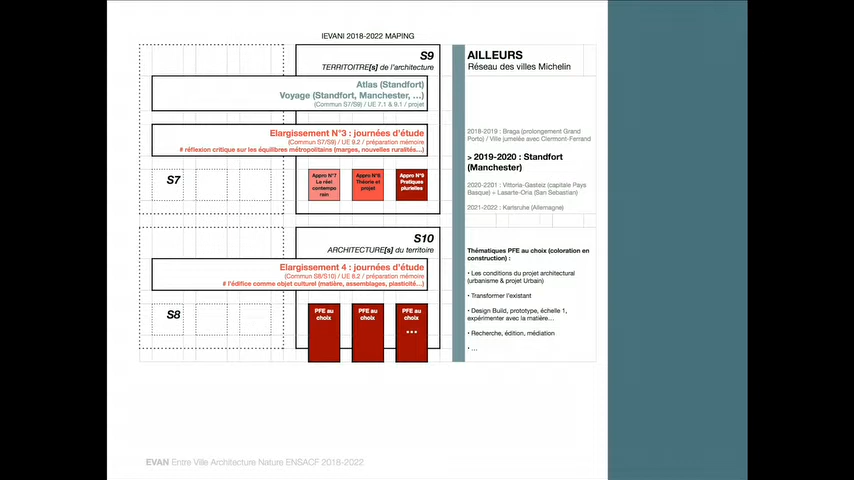 IEVANI 2018-2022 MAPING
S9
TERRITOITRE[s] de l'architecture
Atlas (Standfort)
Voyage (Standfort, Manchester, ...)
(Commun S7/S9) / UE 7.1 & 9.1 / projet
Elargissement N°3 : journées d'étude
(Commun S7/S9) / UE 9.2 / préparation mémoire
# réflexion critique sur les équilibres métropolitains (marges, nouvelles ruralités...)
S7
Appro N°7
Le réel
contempo
rain
Appro N°8
Théorie et
projet
Appro N°9
Pratiques
plurielles
S10
ARCHITECTURE[s] du territoire
Elargissement 4 : journées d'étude
(Commun S8/S10) / UE 8.2 / préparation mémoire
# l'édifice comme objet culturel (matière, assemblages, plasticité...)
S8
PFE au
choix
PFE au
choix
PFE au
choix
...
AILLEURS
Réseau des villes Michelin
2018-2019 : Braga (prolongement Grand
Porto) / Ville jumelée avec Clermont-Ferrand
> 2019-2020 : Standfort
(Manchester)
2020-2201 : Vittoria-Gasteiz (capitale Pays
Basque) + Lasarte-Oria (San Sebastian)
2021-2022 : Karlsruhe (Allemagne)
Thématiques PFE au choix (coloration en
construction) :
• Les conditions du projet architectural
(urbanisme & projet Urbain)
• Transformer l'existant
• Design Build, prototype, échelle 1,
expérimenter avec la matière...
• Recherche, édition, médiation
• ...
EVAN Entre Ville Architecture Nature ENSACF 2018-2022